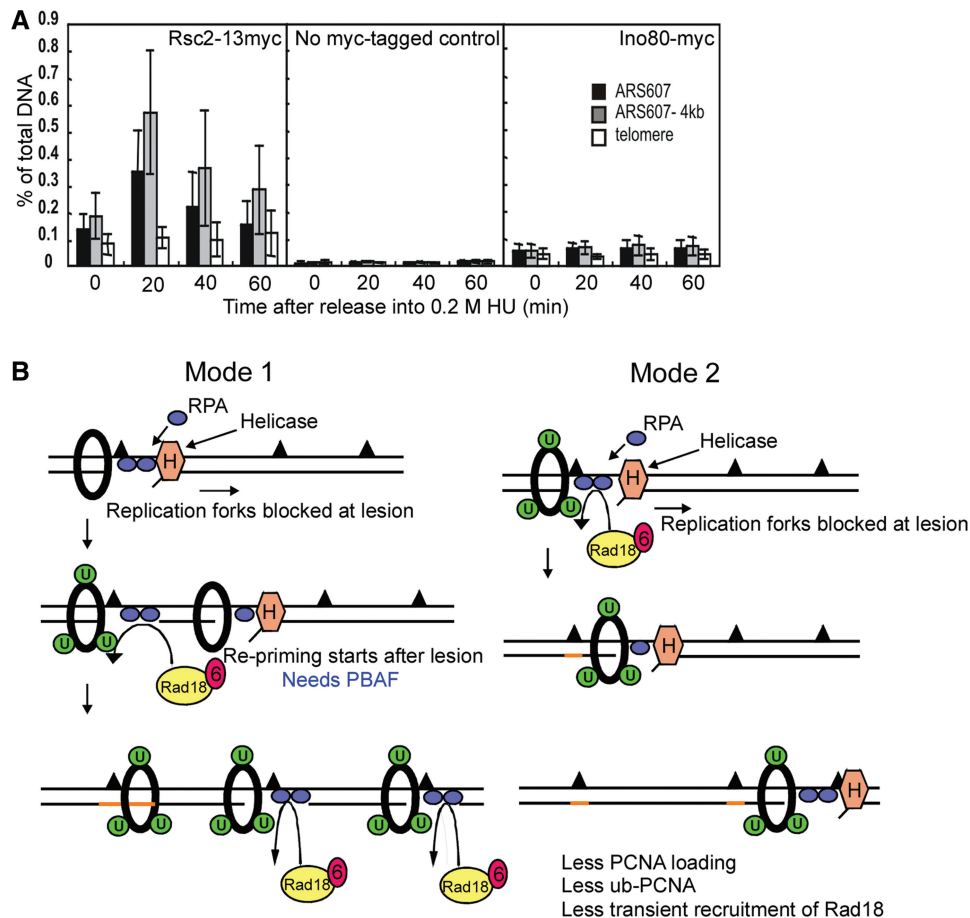 A
Rsc2-13myc
No myc-tagged control
Ino80-myc
% of total DNA
0.9
0.8
0.7
0.6
0.5
0.4
0.3
0.2
0.1
0
ARS607
ARS607- 4kb
telomere
0 20 40 60 0 20 40 60 0 20 40 60
Time after release into 0.2 M HU (min)
B
Mode 1
RPA
Helicase
H
Replication forks blocked at lesion
U
U U
H
Re-priming starts after lesion
Needs PBAF
Rad18 6
U U U
U U U U U U
Rad18 6
Rad18 6
Mode 2
RPA
Helicase
U
H
U U
Replication forks blocked at lesion
Rad18 6
U
H
U U
U
H
U U
Less PCNA loading
Less ub-PCNA
Less transient recruitment of Rad18